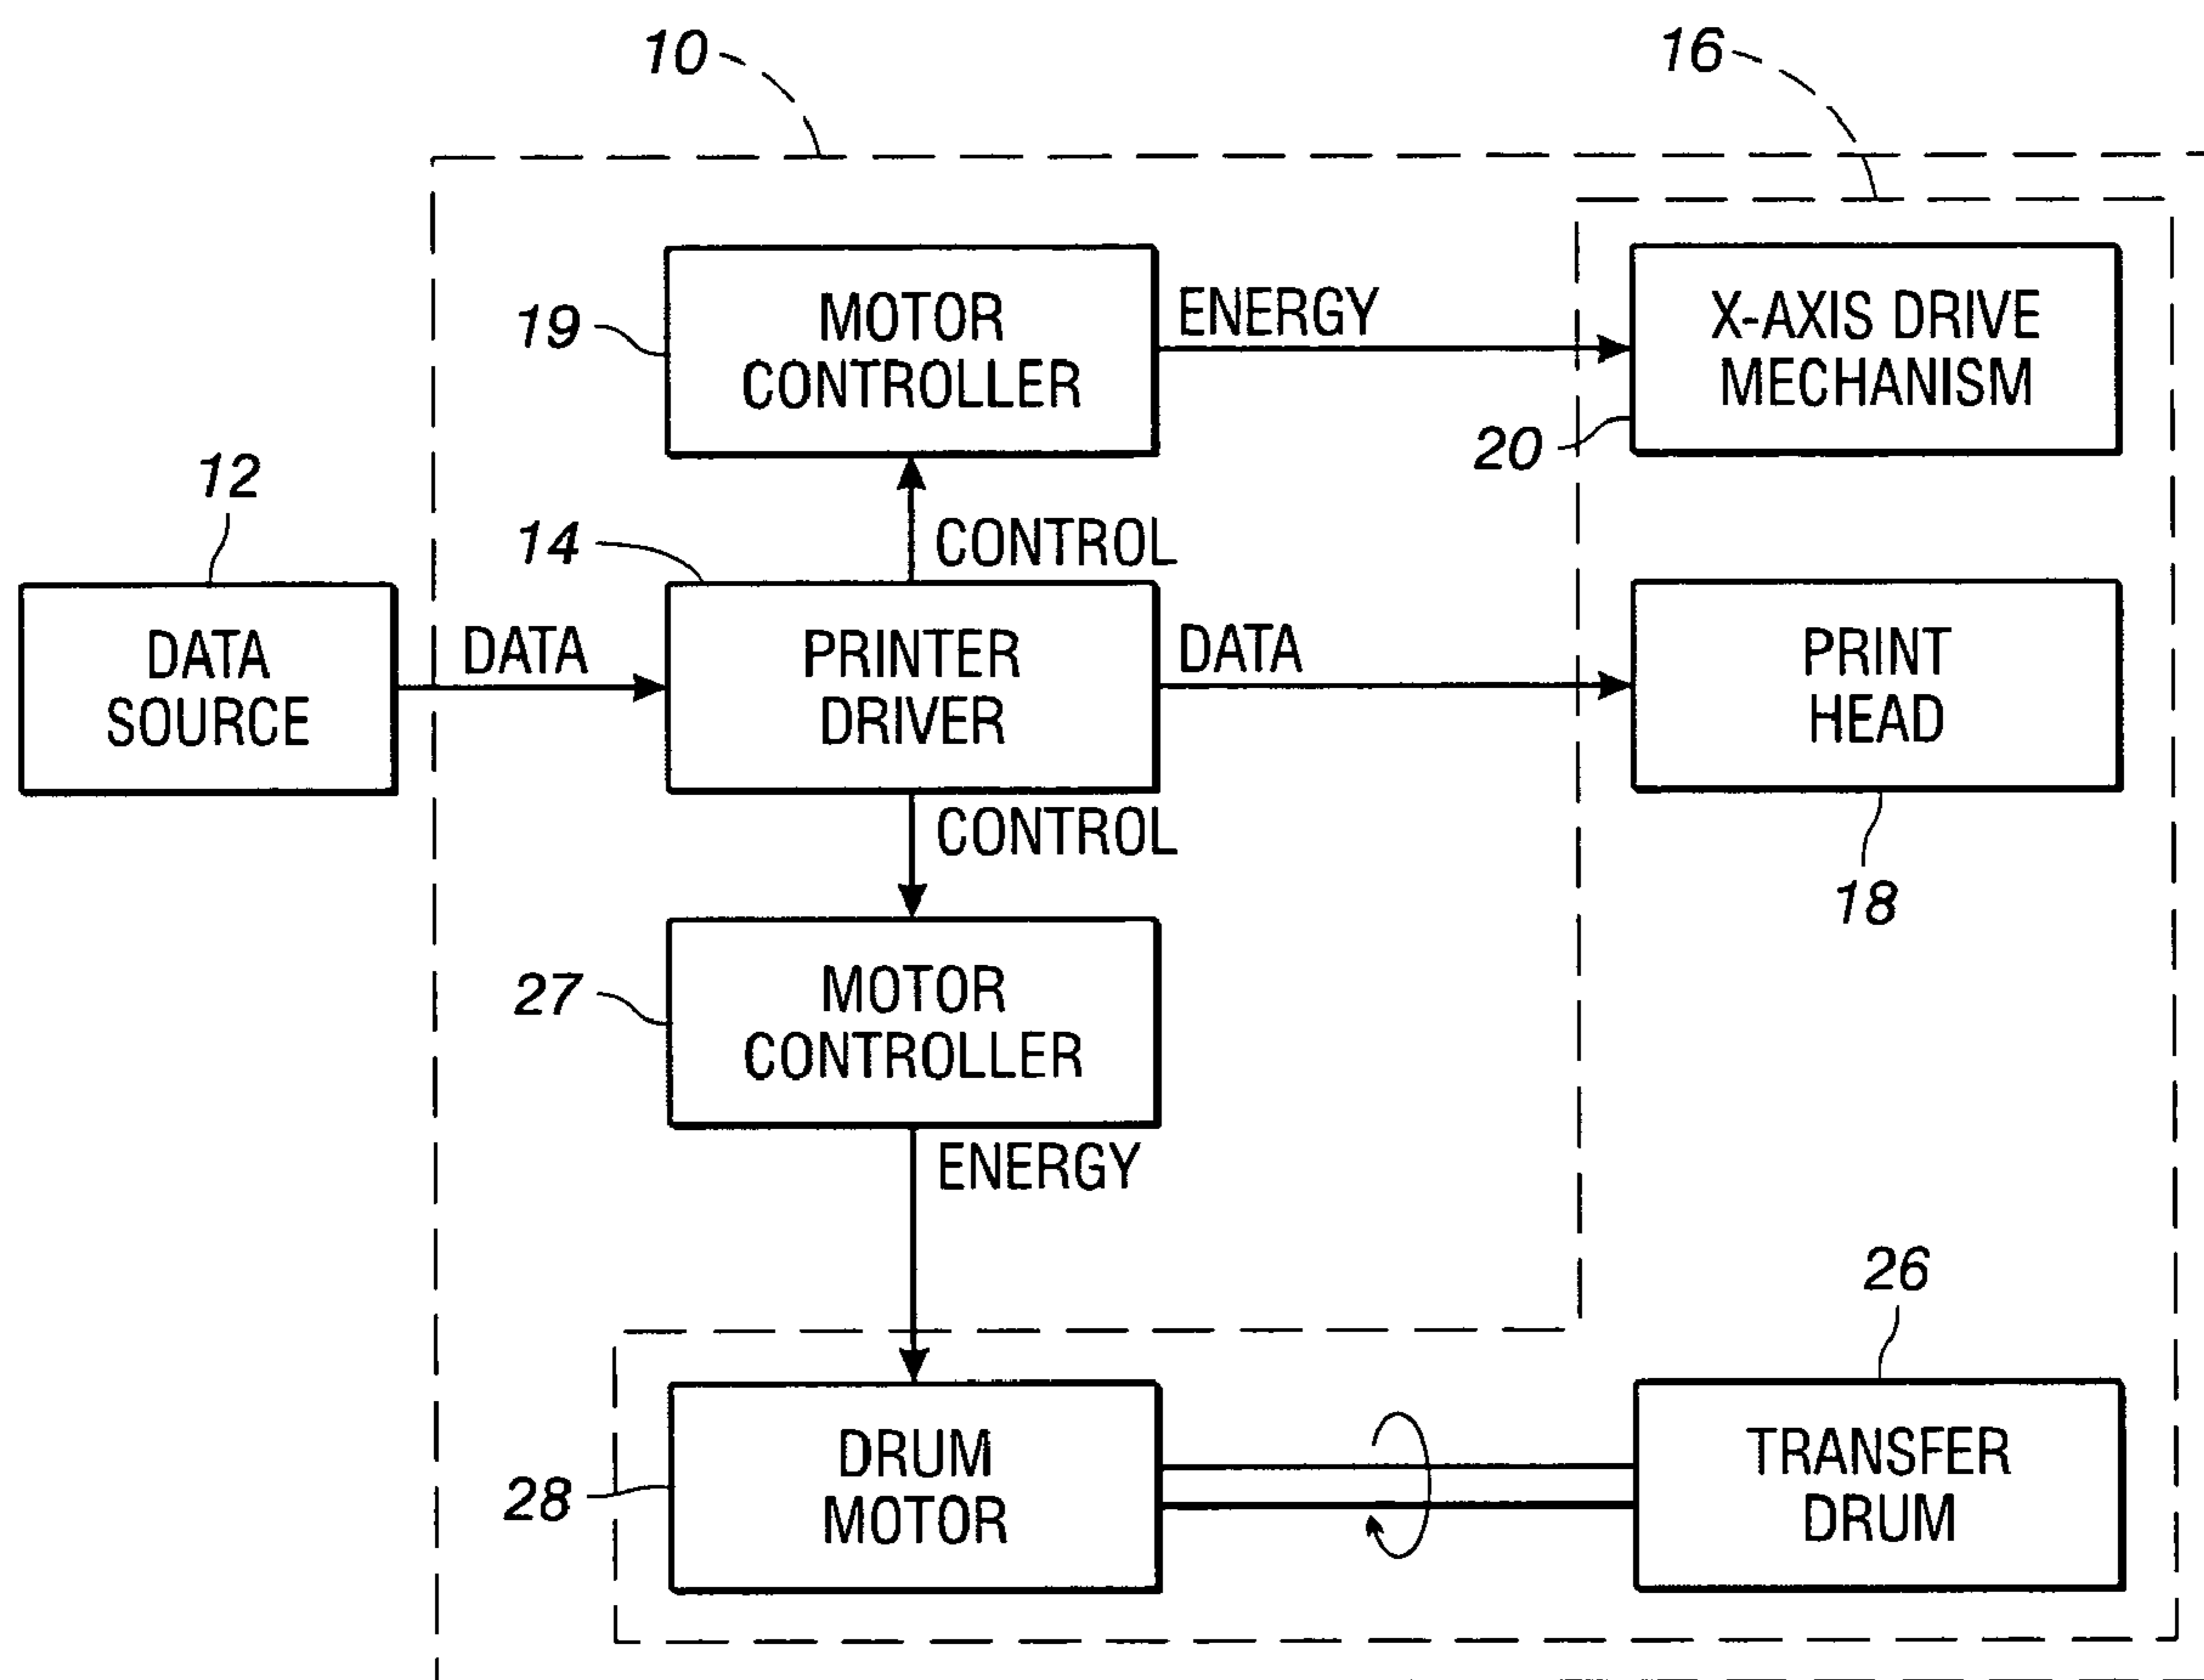 10
16
MOTOR
CONTROLLER
19
ENERGY
X-AXIS DRIVE
MECHANISM
20
12
14
CONTROL
DATA
SOURCE
DATA
PRINTER
DRIVER
DATA
PRINT
HEAD
18
CONTROL
27
MOTOR
CONTROLLER
ENERGY
26
28
DRUM
MOTOR
TRANSFER
DRUM